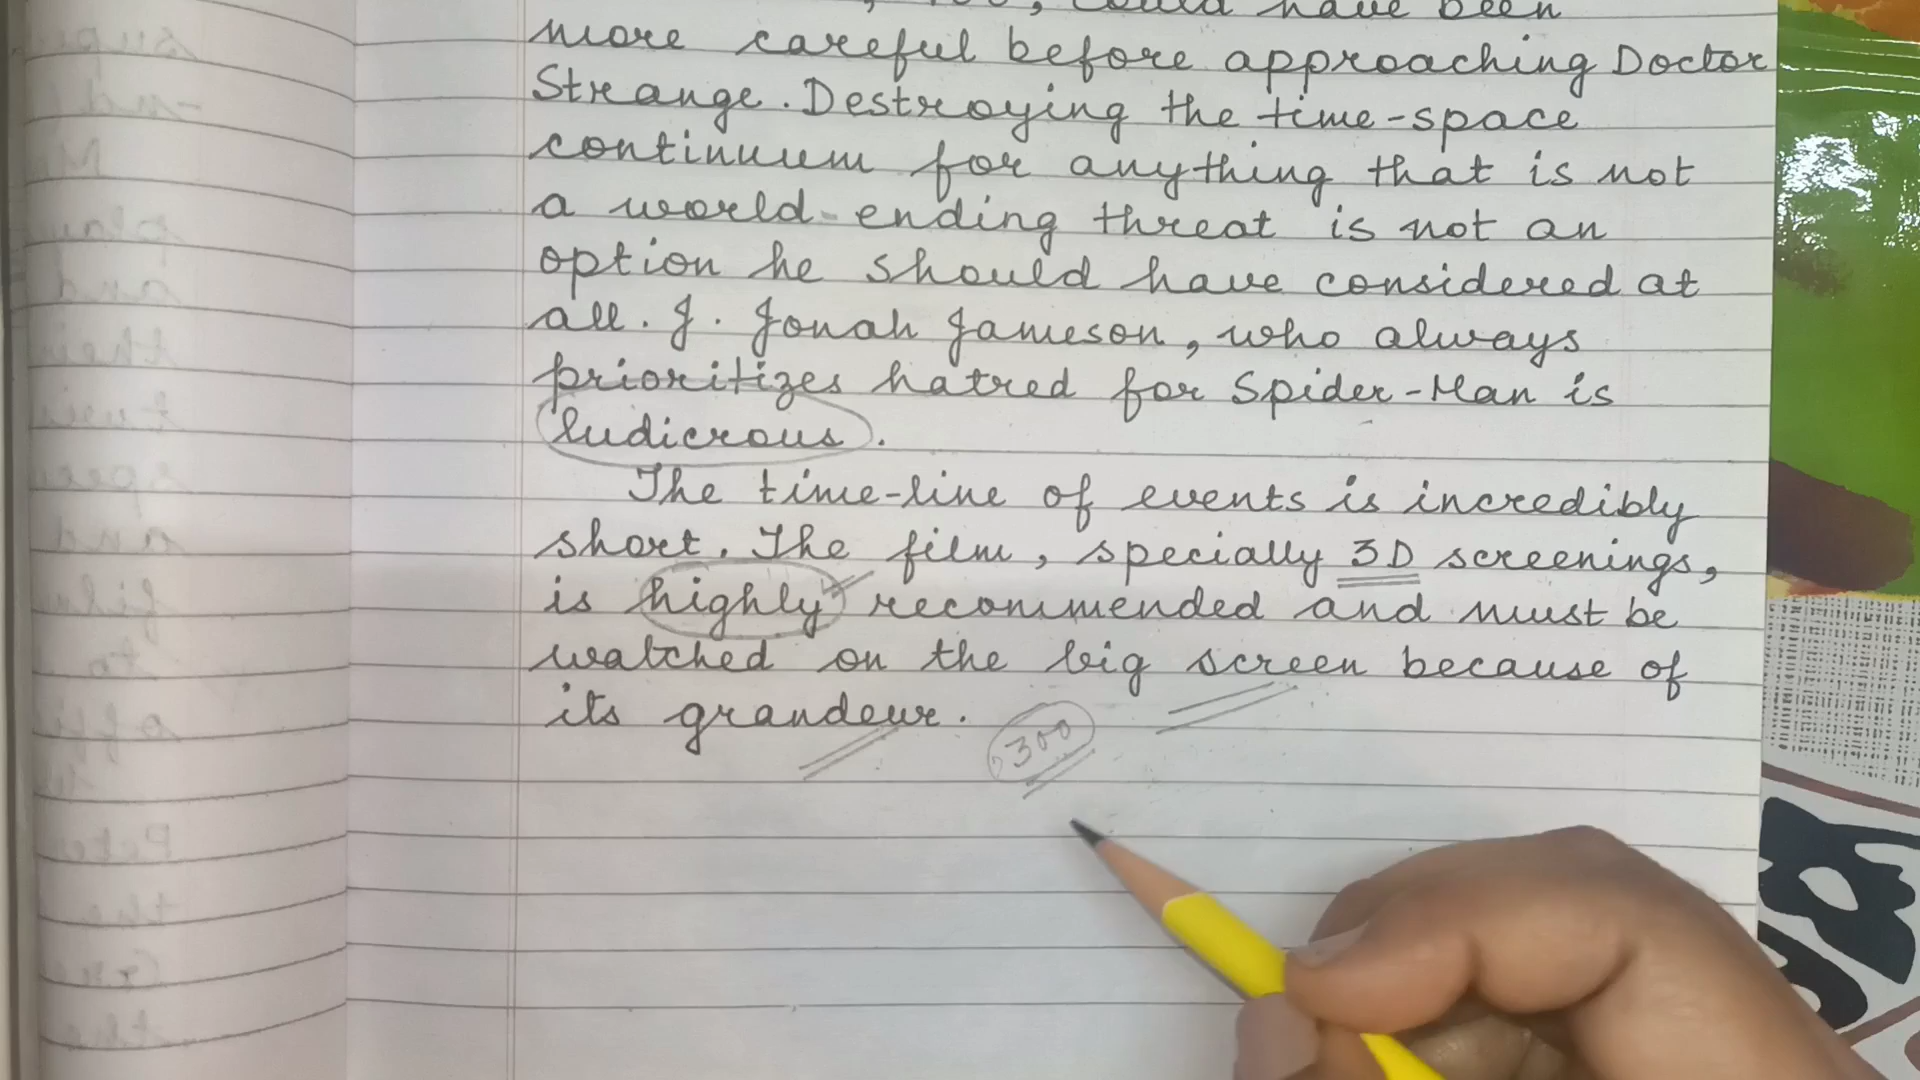 could have been
more careful before approaching Doctor
Strange. Destroying the time-space
continuum for anything that is not
a world-ending threat is not an
option he should have considered at
all. J. Jonah Jameson, who always
prioritizes hatred for Spider-Man is
ludicrous.
The time-line of events is incredibly
short. The film, specially 3D screenings,
is highly recommended and must be
watched on the big screen because of
its grandeur.
300